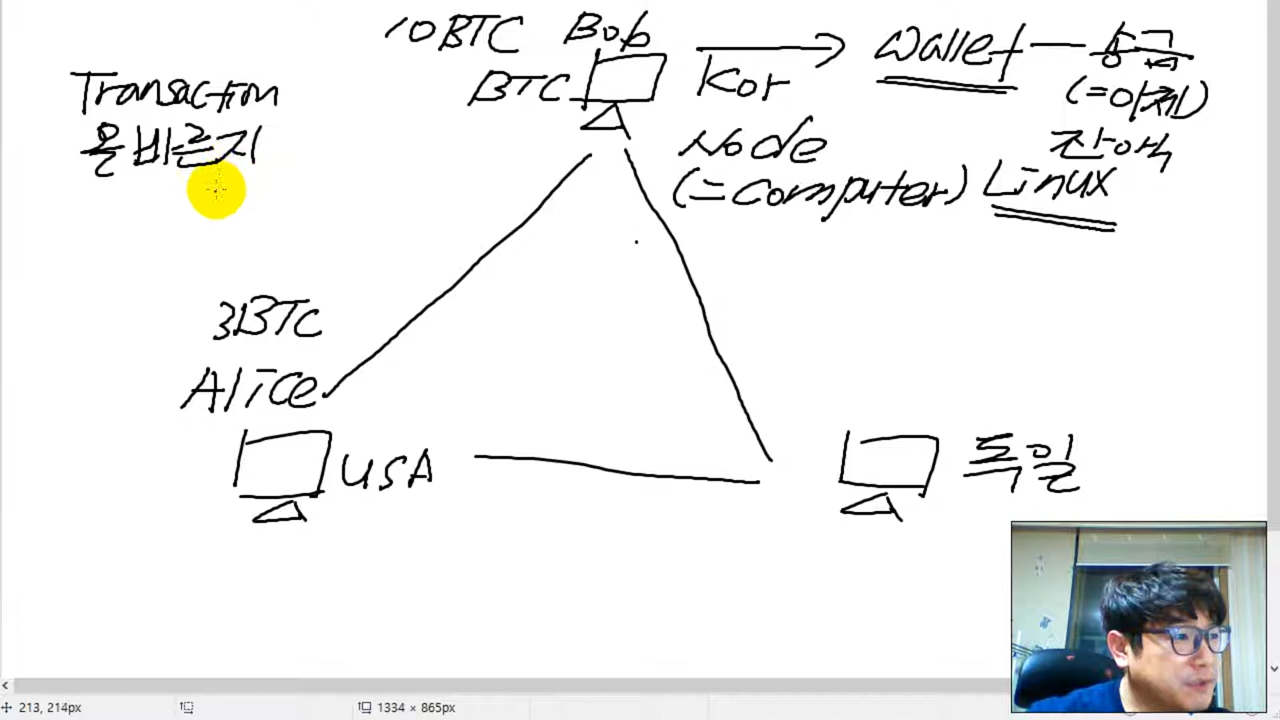 10BTC Bob
BTC
Kor
Wallet — 송금
(=이체)
잔액
Transaction
올바른지
Node
(=Computer) Linux
3BTC
Alice
USA
독일
213, 214px
1334 × 865px